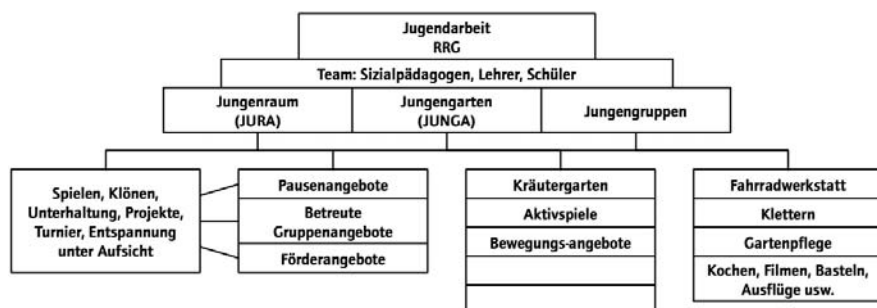 Jugendarbeit
RRG
Team: Sizialpädagogen, Lehrer, Schüler
Jungenraum
(JURA)
Jungengarten
(JUNGA)
Jungengruppen
Spielen, Klönen,
Unterhaltung, Projekte,
Turnier, Entspannung
unter Aufsicht
Pausenangebote
Betreute
Gruppenangebote
Förderangebote
Kräutergarten
Aktivspiele
Bewegungs-angebote
Fahrradwerkstatt
Klettern
Gartenpflege
Kochen, Filmen, Basteln,
Ausflüge usw.